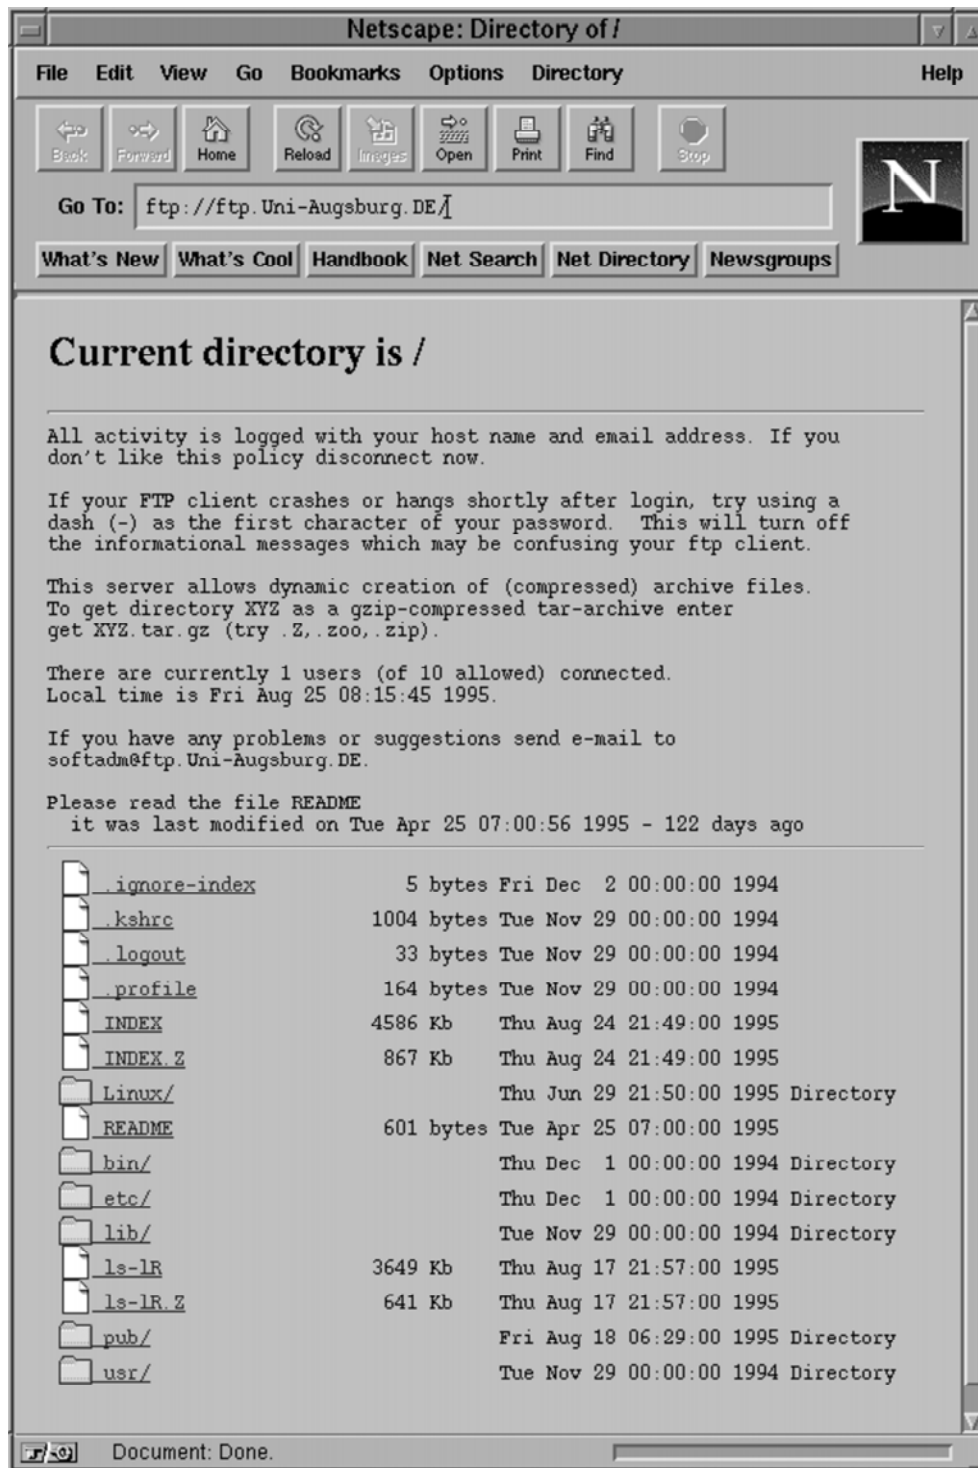 Netscape: Directory of /
File Edit View Go Bookmarks Options Directory Help
Back Forward Home Reload Images Open Print Find Stop
N
Go To: ftp://ftp.Uni-Augsburg.DE/
What's New What's Cool Handbook Net Search Net Directory Newsgroups
Current directory is /
All activity is logged with your host name and email address. If you
don't like this policy disconnect now.
If your FTP client crashes or hangs shortly after login, try using a
dash (-) as the first character of your password.  This will turn off
the informational messages which may be confusing your ftp client.
This server allows dynamic creation of (compressed) archive files.
To get directory XYZ as a gzip-compressed tar-archive enter
get XYZ.tar.gz (try .Z,.zoo,.zip).
There are currently 1 users (of 10 allowed) connected.
Local time is Fri Aug 25 08:15:45 1995.
If you have any problems or suggestions send e-mail to
softadm@ftp.Uni-Augsburg.DE.
Please read the file README
it was last modified on Tue Apr 25 07:00:56 1995 - 122 days ago
.ignore-index 5 bytes Fri Dec 2 00:00:00 1994
.kshrc 1004 bytes Tue Nov 29 00:00:00 1994
.logout 33 bytes Tue Nov 29 00:00:00 1994
.profile 164 bytes Tue Nov 29 00:00:00 1994
INDEX 4586 Kb Thu Aug 24 21:49:00 1995
INDEX.Z 867 Kb Thu Aug 24 21:49:00 1995
Linux/ Thu Jun 29 21:50:00 1995 Directory
README 601 bytes Tue Apr 25 07:00:00 1995
bin/ Thu Dec 1 00:00:00 1994 Directory
etc/ Thu Dec 1 00:00:00 1994 Directory
lib/ Tue Nov 29 00:00:00 1994 Directory
ls-lR 3649 Kb Thu Aug 17 21:57:00 1995
ls-lR.Z 641 Kb Thu Aug 17 21:57:00 1995
pub/ Fri Aug 18 06:29:00 1995 Directory
usr/ Tue Nov 29 00:00:00 1994 Directory
Document: Done.